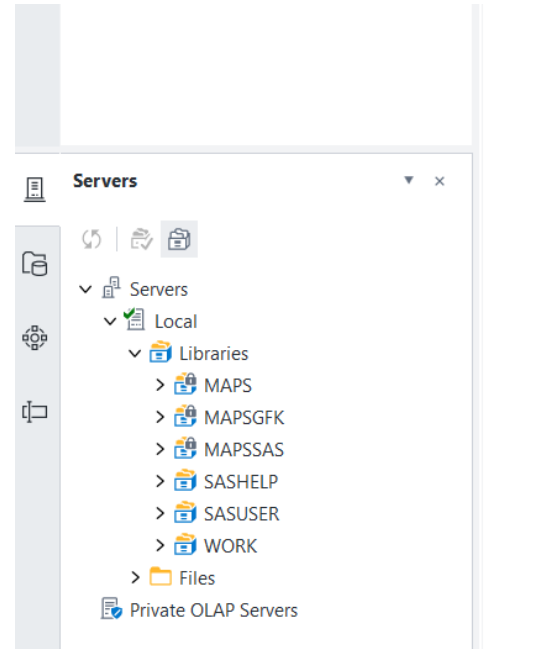 Servers
Servers
Local
Libraries
MAPS
MAPSGFK
MAPSSAS
SASHELP
SASUSER
WORK
Files
Private OLAP Servers